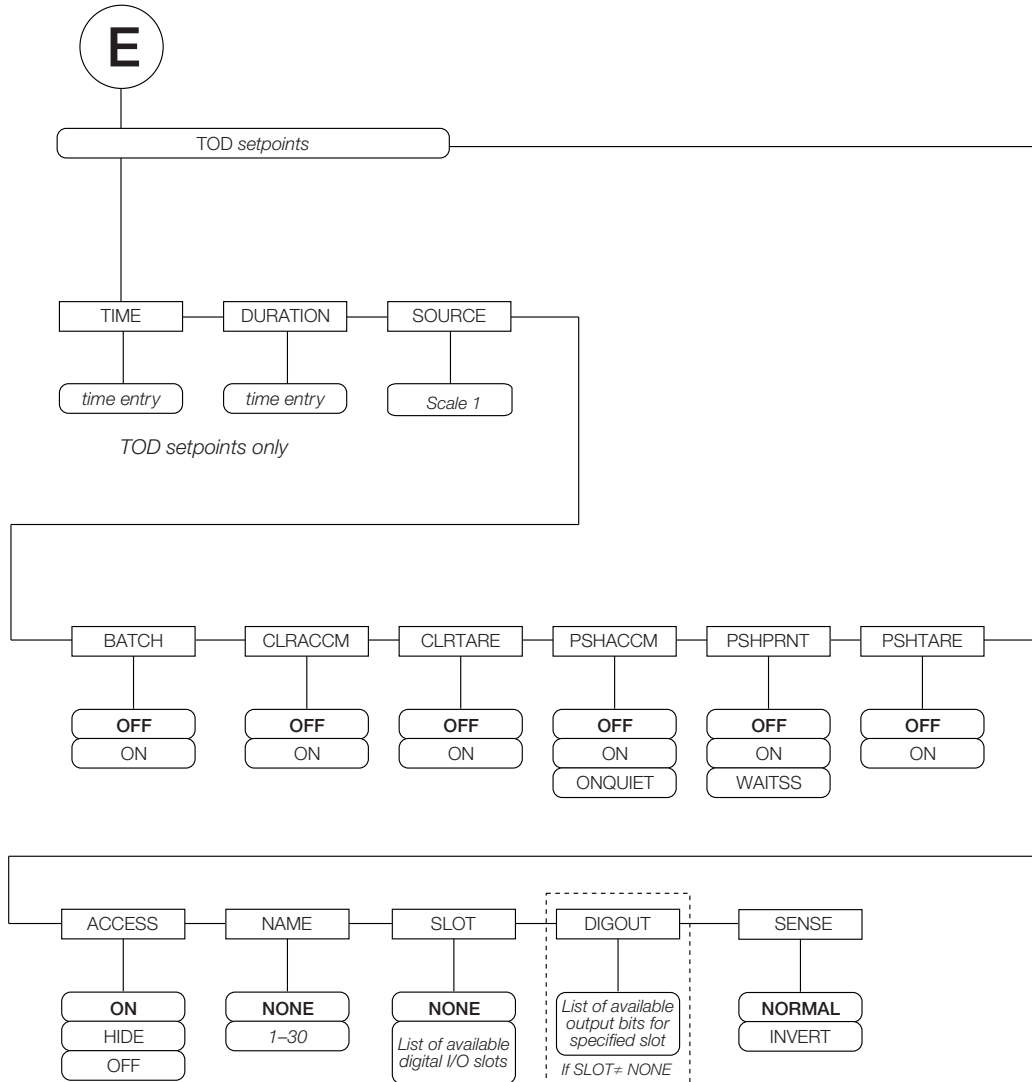 E
TOD setpoints
TIME
DURATION
SOURCE
time entry
time entry
Scale 1
TOD setpoints only
BATCH
CLRACCM
CLRTARE
PSHACCM
PSHPRNT
PSHTARE
OFF
ON
OFF
ON
OFF
ON
OFF
ON
ONQUIET
OFF
ON
WAITSS
OFF
ON
ACCESS
NAME
SLOT
DIGOUT
SENSE
ON
HIDE
OFF
NONE
1–30
NONE
List of available
digital I/O slots
List of available
output bits for
specified slot
If SLOT≠ NONE
NORMAL
INVERT